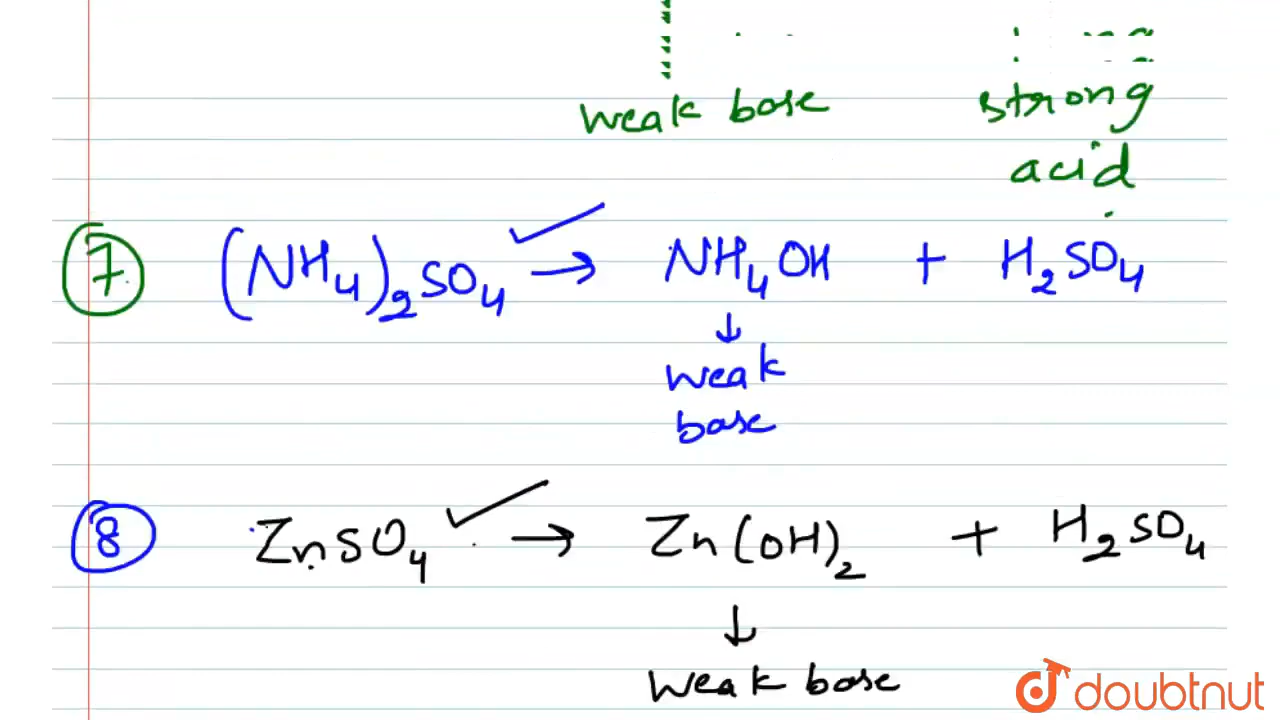 weak base strong
acid
7 (NH4)2SO4 ✓ → NH4OH + H2SO4
↓
weak
base
8 ZnSO4 ✓ → Zn(OH)2 + H2SO4
↓
weak base
doubtnut